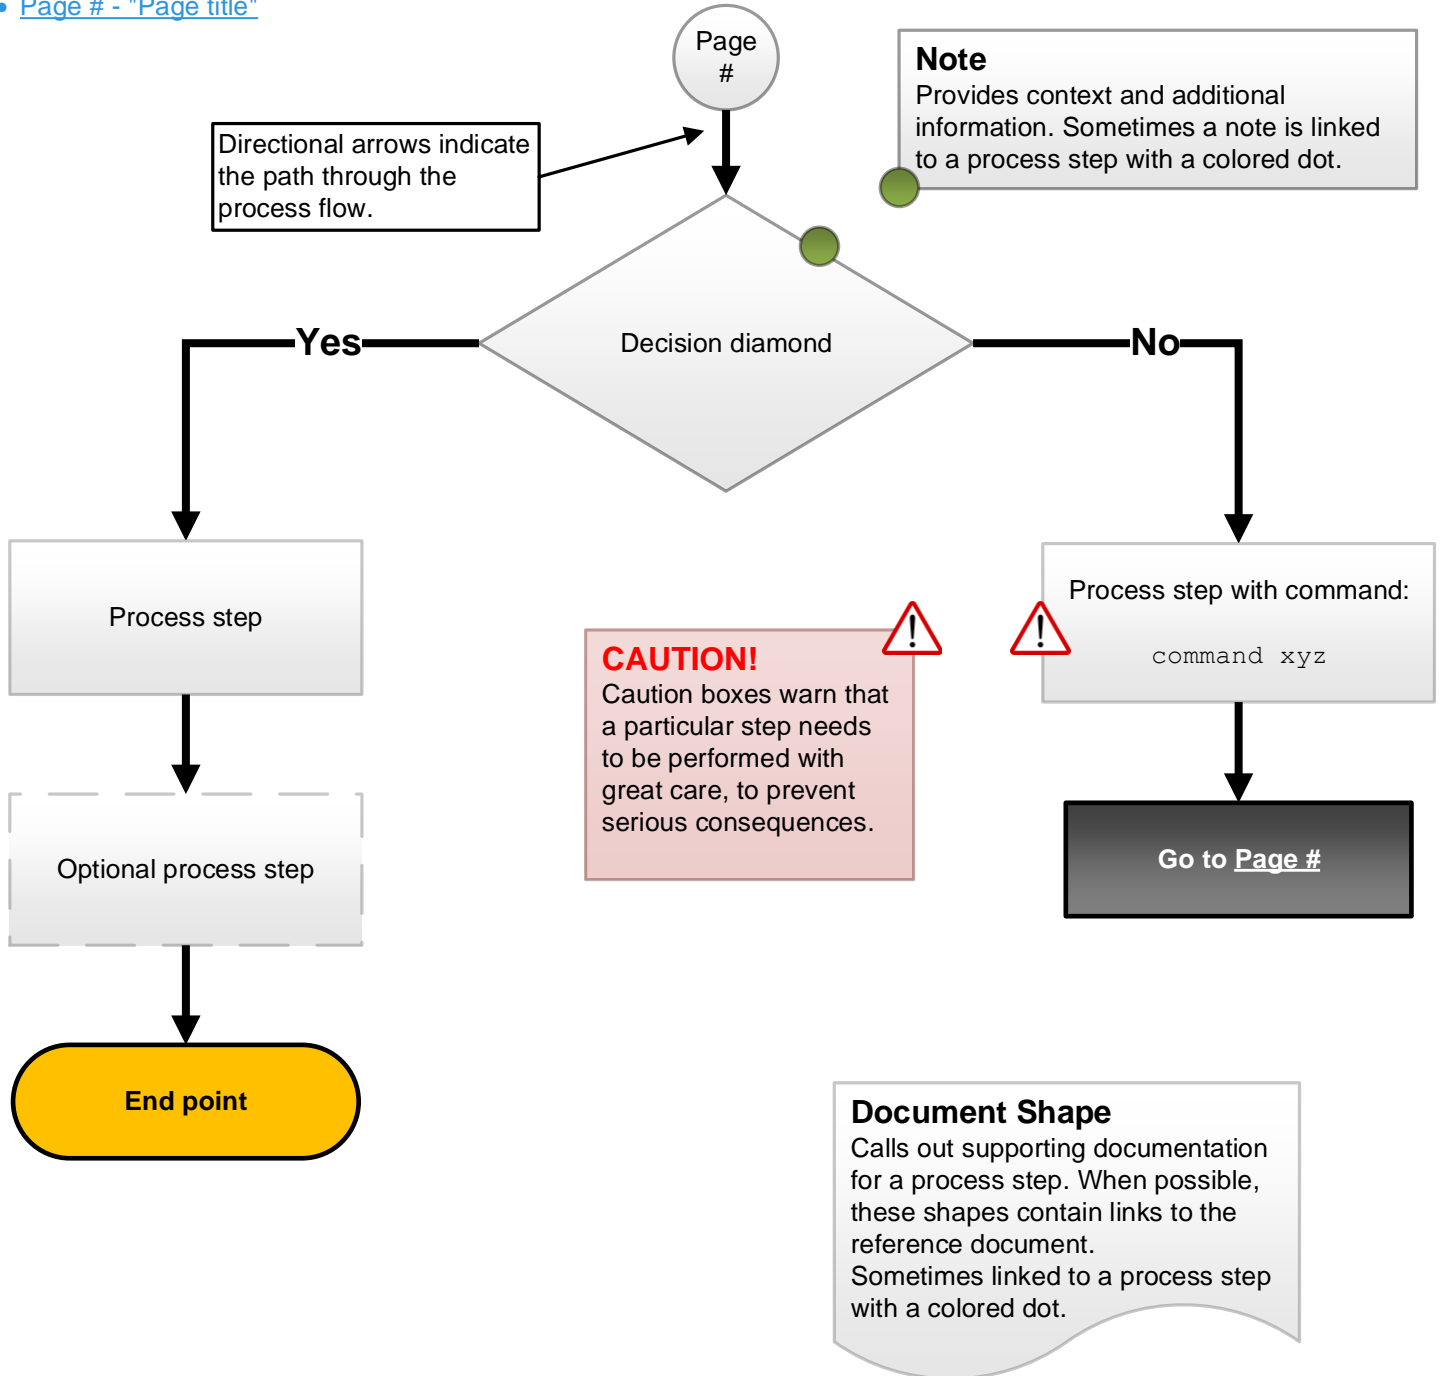 • Page # - "Page title"
Page
#
Note
Provides context and additional
information. Sometimes a note is linked
to a process step with a colored dot.
Directional arrows indicate
the path through the
process flow.
Yes
Decision diamond
No
Process step
Process step with command:
command xyz
CAUTION!
Caution boxes warn that
a particular step needs
to be performed with
great care, to prevent
serious consequences.
Optional process step
Go to Page #
End point
Document Shape
Calls out supporting documentation
for a process step. When possible,
these shapes contain links to the
reference document.
Sometimes linked to a process step
with a colored dot.